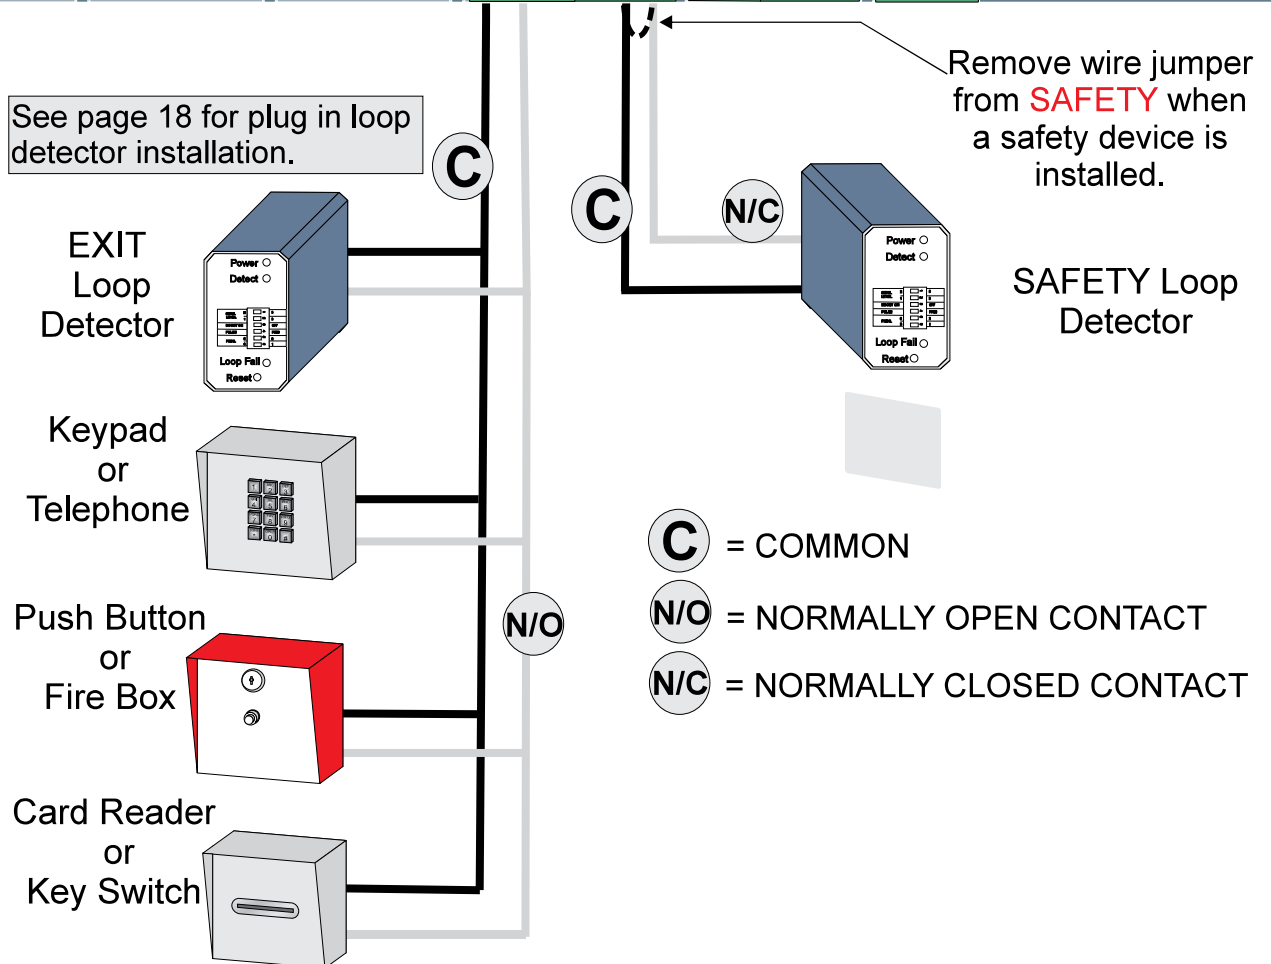 Remove wire jumper
from SAFETY when
a safety device is
installed.
See page 18 for plug in loop
detector installation.
C
C
N/C
EXIT
Loop
Detector
Power
Detect
Loop Fail
Reset
Power
Detect
Loop Fail
Reset
SAFETY Loop
Detector
Keypad
or
Telephone
C = COMMON
N/O = NORMALLY OPEN CONTACT
N/C = NORMALLY CLOSED CONTACT
N/O
Push Button
or
Fire Box
Card Reader
or
Key Switch